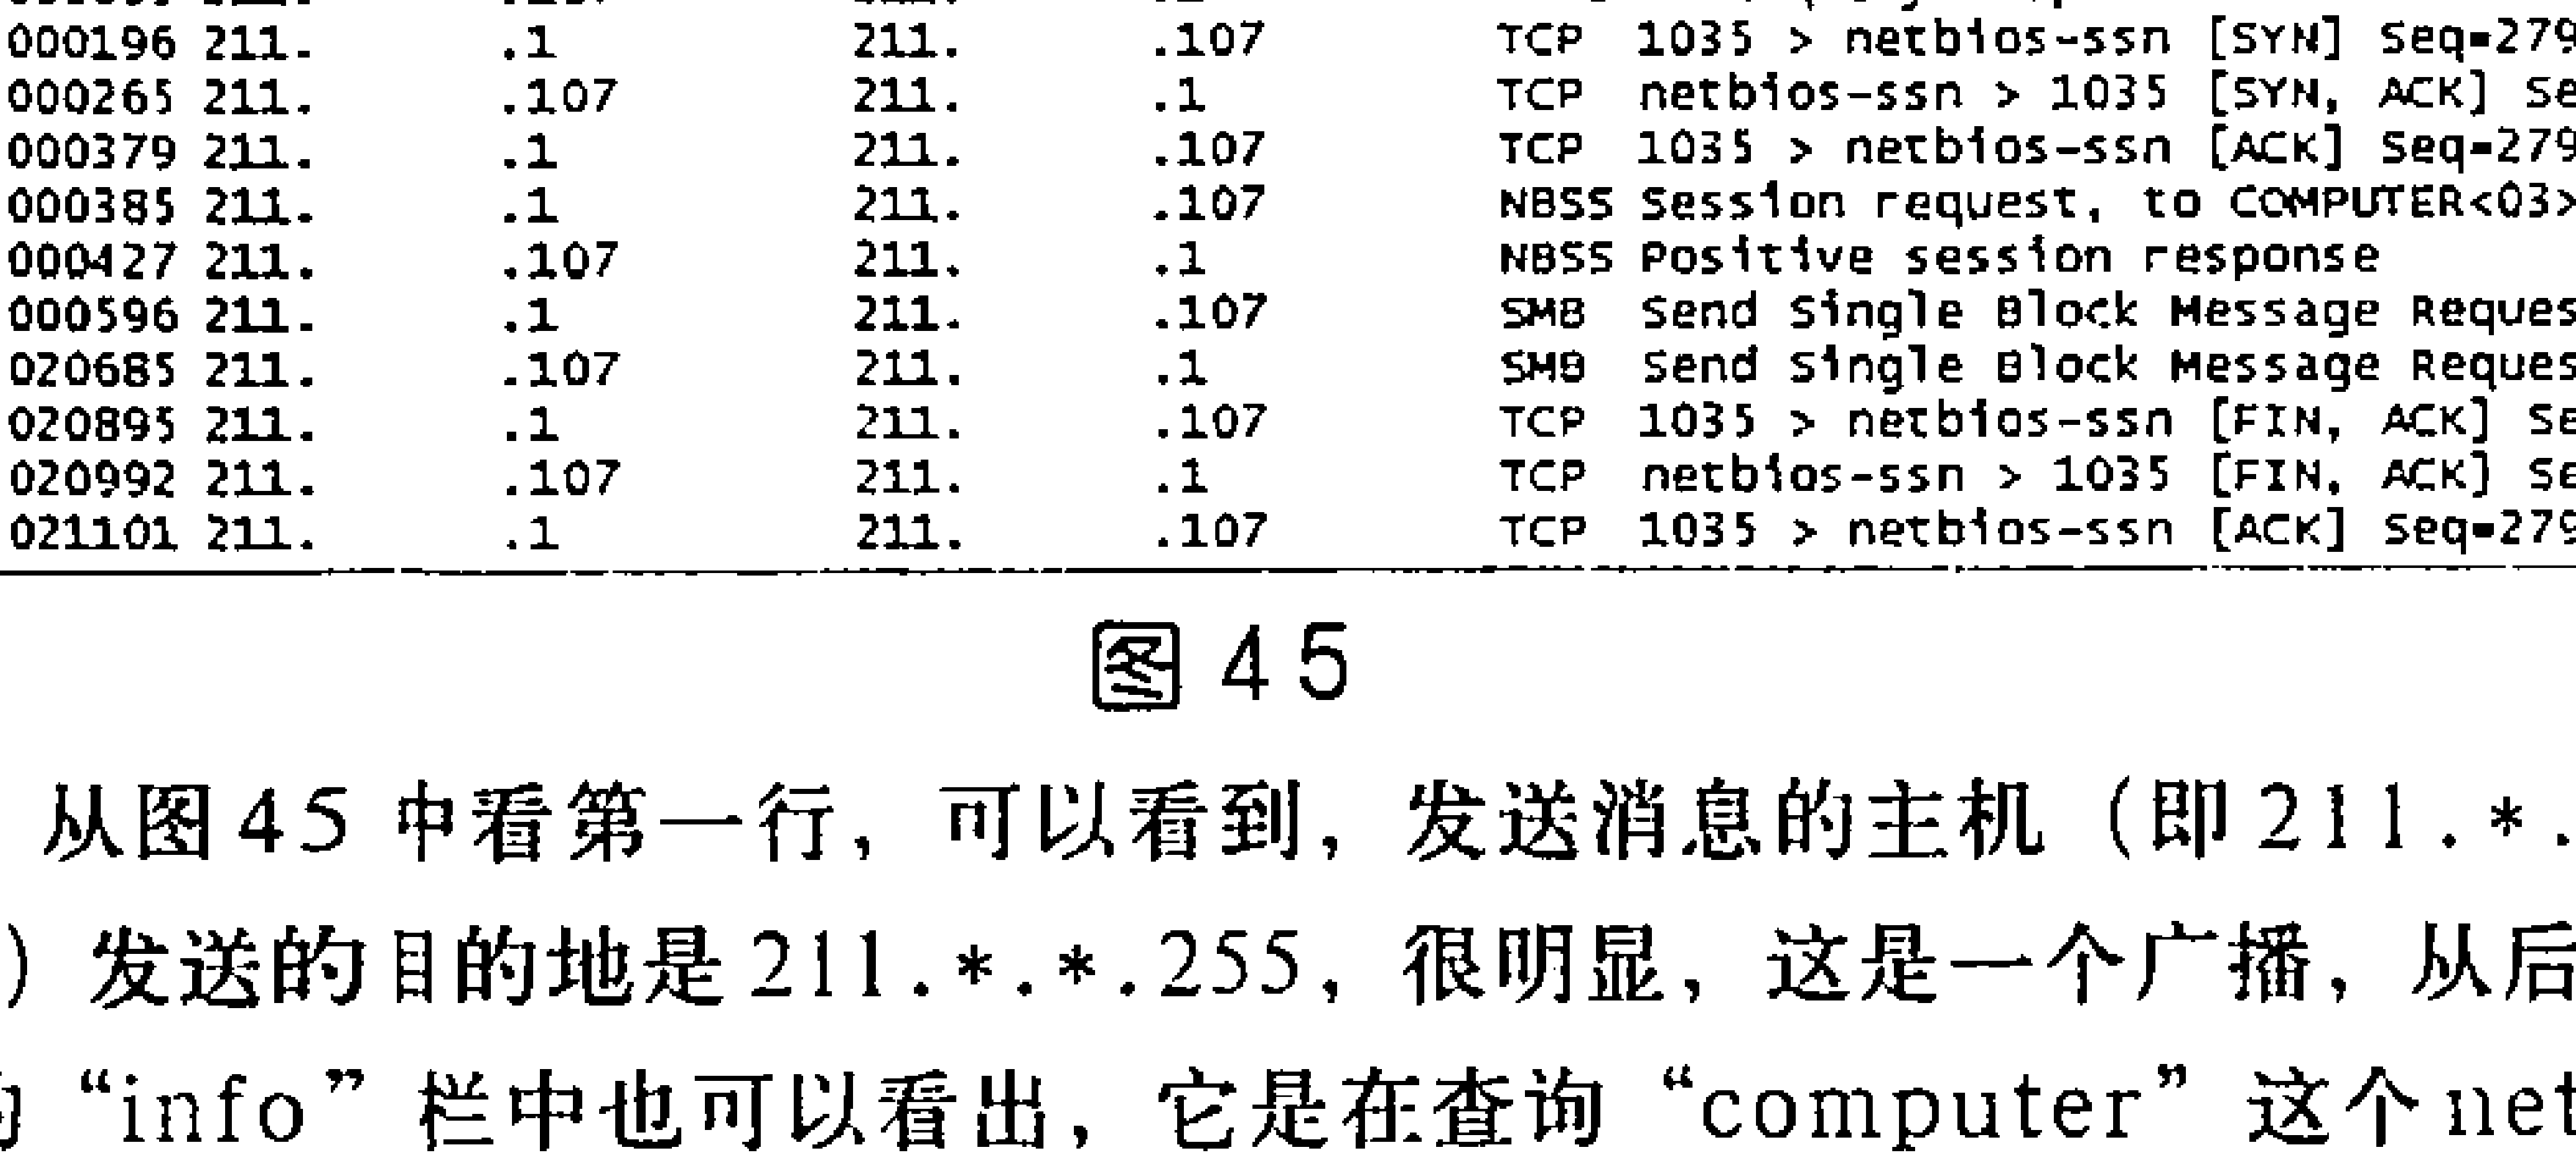 000196 211. .1 211. .107 TCP 1035 > netbios-ssn [SYN] Seq=279
000265 211. .107 211. .1 TCP netbios-ssn > 1035 [SYN, ACK] Se
000379 211. .1 211. .107 TCP 1035 > netbios-ssn [ACK] Seq=279
000385 211. .1 211. .107 NBSS Session request, to COMPUTER<03>
000427 211. .107 211. .1 NBSS Positive session response
000596 211. .1 211. .107 SMB Send Single Block Message Reques
020685 211. .107 211. .1 SMB Send Single Block Message Reques
020895 211. .1 211. .107 TCP 1035 > netbios-ssn [FIN, ACK] Se
020992 211. .107 211. .1 TCP netbios-ssn > 1035 [FIN, ACK] Se
021101 211. .1 211. .107 TCP 1035 > netbios-ssn [ACK] Seq=279
图 45
从图 45 中看第一行，可以看到，发送消息的主机（即 211.*.
）发送的目的地是 211.*.*.255，很明显，这是一个广播，从后
“info”栏中也可以看出，它是在查询“computer”这个 net